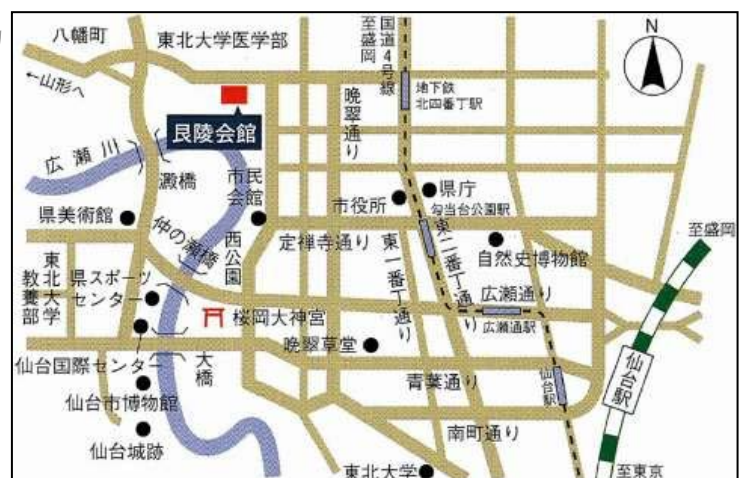 八幡町
東北大学医学部
国道4号線
至盛岡
N
←山形へ
地下鉄
北四番丁駅
晩翠通り
艮陵会館
広瀬川
澱橋
市民
会館
県美術館
市役所
県庁
勾当台公園駅
仲の瀬橋
西公園
定禅寺通り
東一番丁通り
東二番丁通り
自然史博物館
至盛岡
東北大学
教養部
県スポーツ
センター
桜岡大神宮
広瀬通り
広瀬通駅
仙台国際センター
大橋
晩翠草堂
仙台市博物館
青葉通り
仙台駅
仙台駅
仙台城跡
南町通り
東北大学
至東京